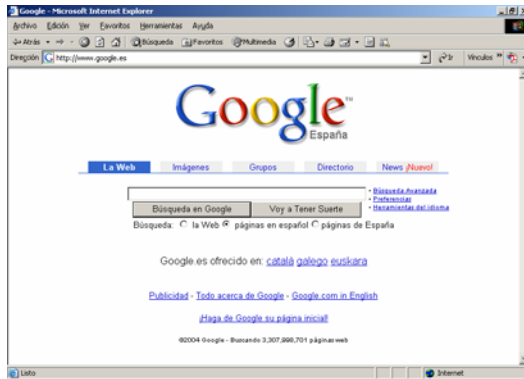 Google - Microsoft Internet Explorer
Archivo Edición Ver Favoritos Herramientas Ayuda
Atrás Búsqueda Favoritos Multimedia
Dirección http://www.google.es Ir Vínculos »
Google™
España
La Web Imágenes Grupos Directorio News ¡Nuevo!
• Búsqueda Avanzada
• Preferencias
• Herramientas del idioma
Búsqueda en Google Voy a Tener Suerte
Búsqueda: la Web páginas en español páginas de España
Google.es ofrecido en: català galego euskara
Publicidad - Todo acerca de Google - Google.com in English
¡Haga de Google su página inicial!
©2004 Google - Buscando 3,307,998,701 páginas web
Listo Internet